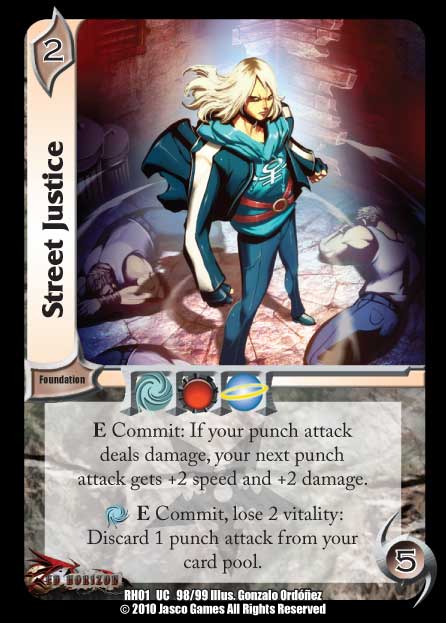 2
Street Justice
Foundation
E Commit: If your punch attack
deals damage, your next punch
attack gets +2 speed and +2 damage.
E Commit, lose 2 vitality:
Discard 1 punch attack from your
card pool.
5
RED HORIZON
RH01 UC 98/99 Illus. Gonzalo Ordóñez
© 2010 Jasco Games All Rights Reserved